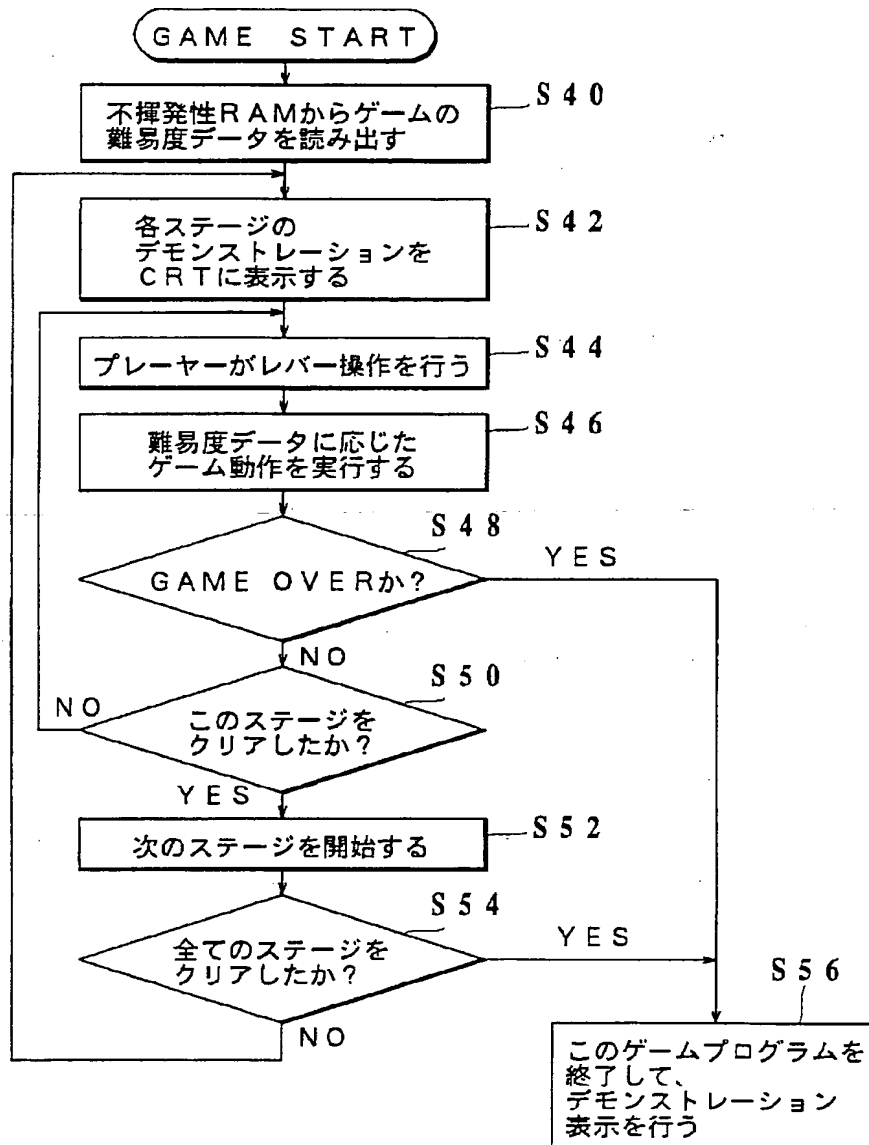 GAME START
不揮発性RAMからゲームの
難易度データを読み出す
S40
各ステージの
デモンストレーションを
CRTに表示する
S42
プレーヤーがレバー操作を行う
S44
難易度データに応じた
ゲーム動作を実行する
S46
GAME OVERか?
S48
YES
NO
このステージを
クリアしたか?
S50
NO
YES
次のステージを開始する
S52
全てのステージを
クリアしたか?
S54
YES
NO
S56
このゲームプログラムを
終了して、
デモンストレーション
表示を行う